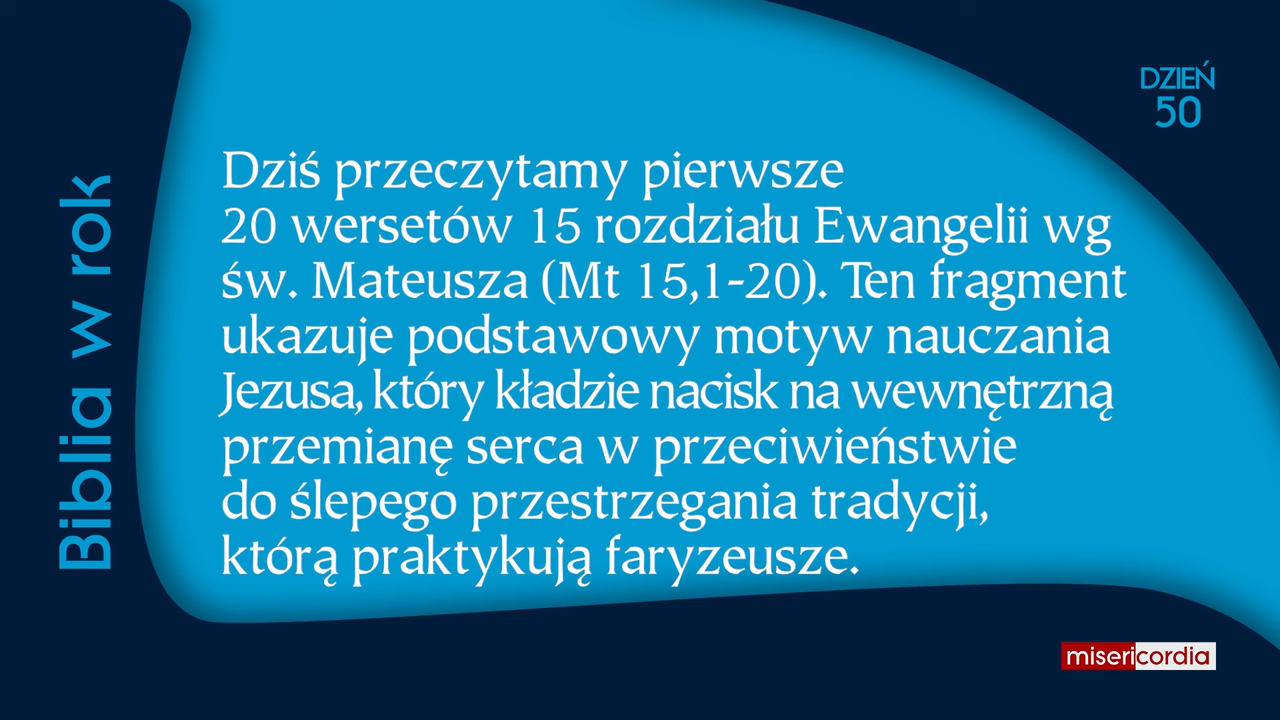 Biblia w rok
DZIEŃ
50
Dziś przeczytamy pierwsze
20 wersetów 15 rozdziału Ewangelii wg
św. Mateusza (Mt 15,1-20). Ten fragment
ukazuje podstawowy motyw nauczania
Jezusa, który kładzie nacisk na wewnętrzną
przemianę serca w przeciwieństwie
do ślepego przestrzegania tradycji,
którą praktykują faryzeusze.
misericordia